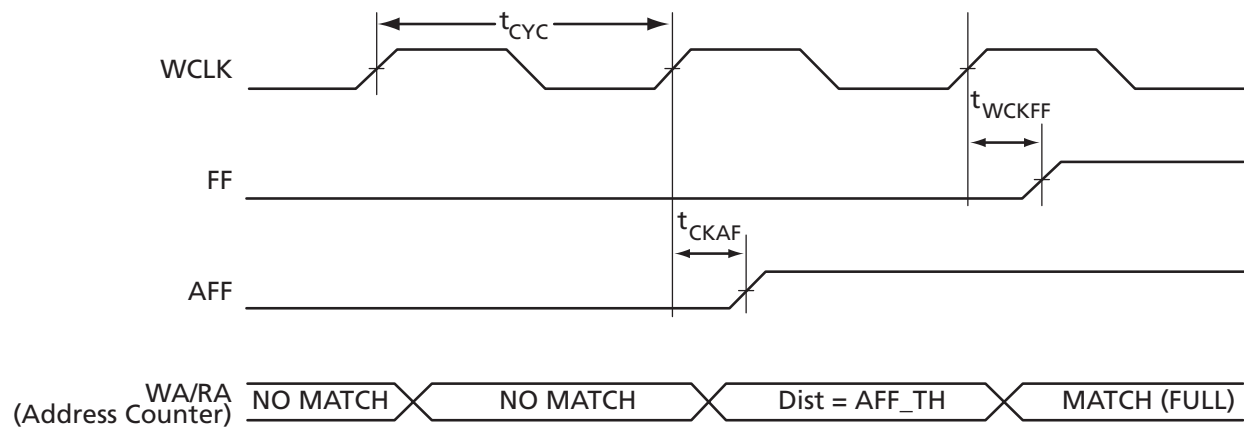 tCYC
WCLK
tWCKFF
FF
tCKAF
AFF
WA/RA
(Address Counter)
NO MATCH
NO MATCH
Dist = AFF_TH
MATCH (FULL)